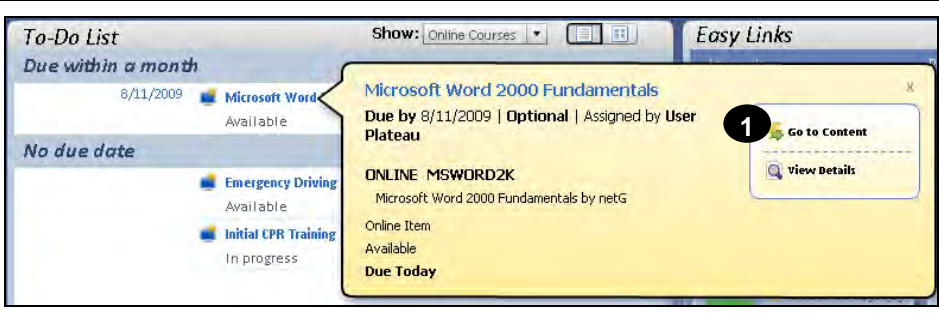 To-Do List
Show: Online Courses
Easy Links
Due within a month
8/11/2009 Microsoft Word
Available
No due date
Emergency Driving
Available
Initial CPR Training
In progress
Microsoft Word 2000 Fundamentals
x
Due by 8/11/2009 | Optional | Assigned by User
Plateau
ONLINE MSWORD2K
Microsoft Word 2000 Fundamentals by netG
Online Item
Available
Due Today
1 Go to Content
View Details